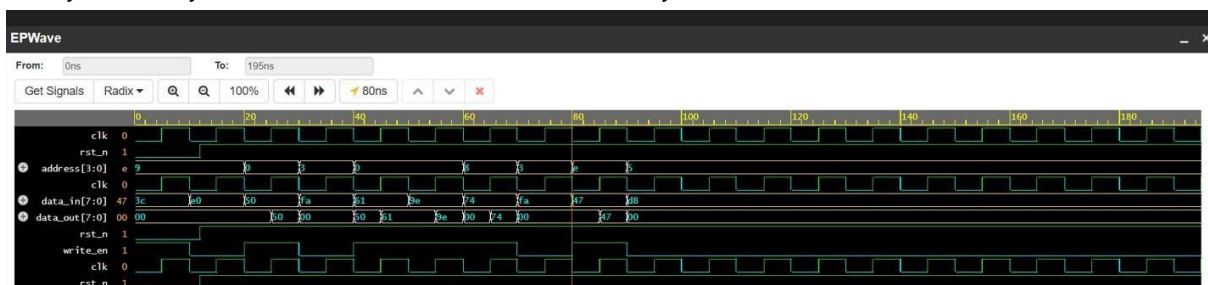 EPWave
From: 0ns To: 195ns
Get Signals Radix 100% 80ns
0 20 40 60 80 100 120 140 160 180
clk 0
rst_n 1
address[3:0] e 9 0 3 0 8 3 e 5
clk 0
data_in[7:0] 47 3c e0 50 fa 61 9e 74 fa 47 d8
data_out[7:0] 00 00 50 00 50 61 9e 00 74 00 47 00
rst_n 1
write_en 1
clk 0
rst_n 1